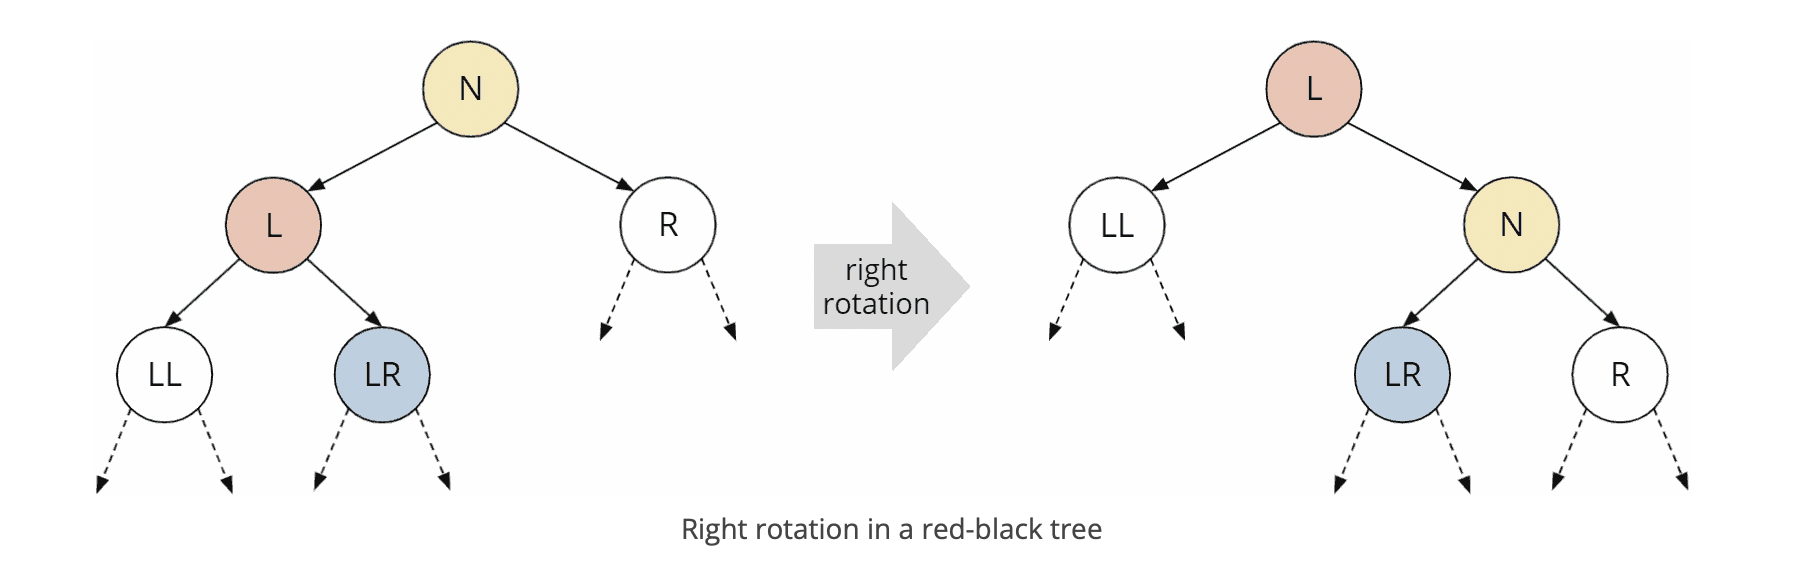 N
L
R
LL
LR
right
rotation
L
LL
N
LR
R
Right rotation in a red-black tree